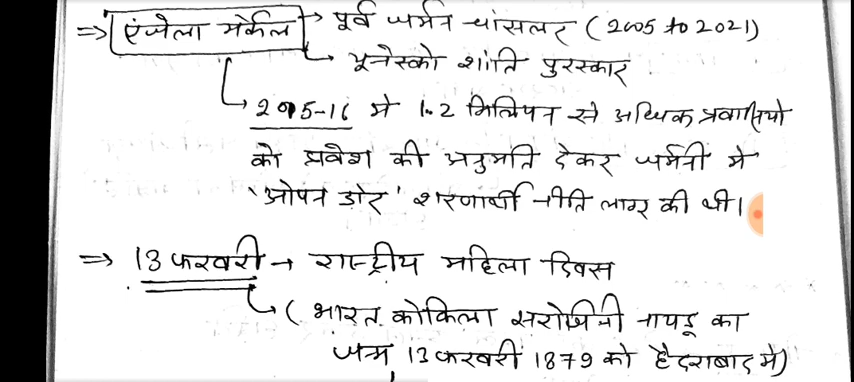 ⇒ एंजेला मर्केल → पूर्व जर्मन चांसलर (2005 to 2021)
→ यूनेस्को शांति पुरस्कार
→ 2015-16 मे 1.2 मिलियन से अधिक प्रवासियो
को प्रवेश की अनुमति देकर जर्मनी मे
'ओपन डोर' शरणार्थी नीति लागू की थी।
⇒ 13 फरवरी → राष्ट्रीय महिला दिवस
→ (भारत कोकिला सरोजिनी नायडू का
जन्म, 13 फरवरी 1879 को हैदराबाद मे)